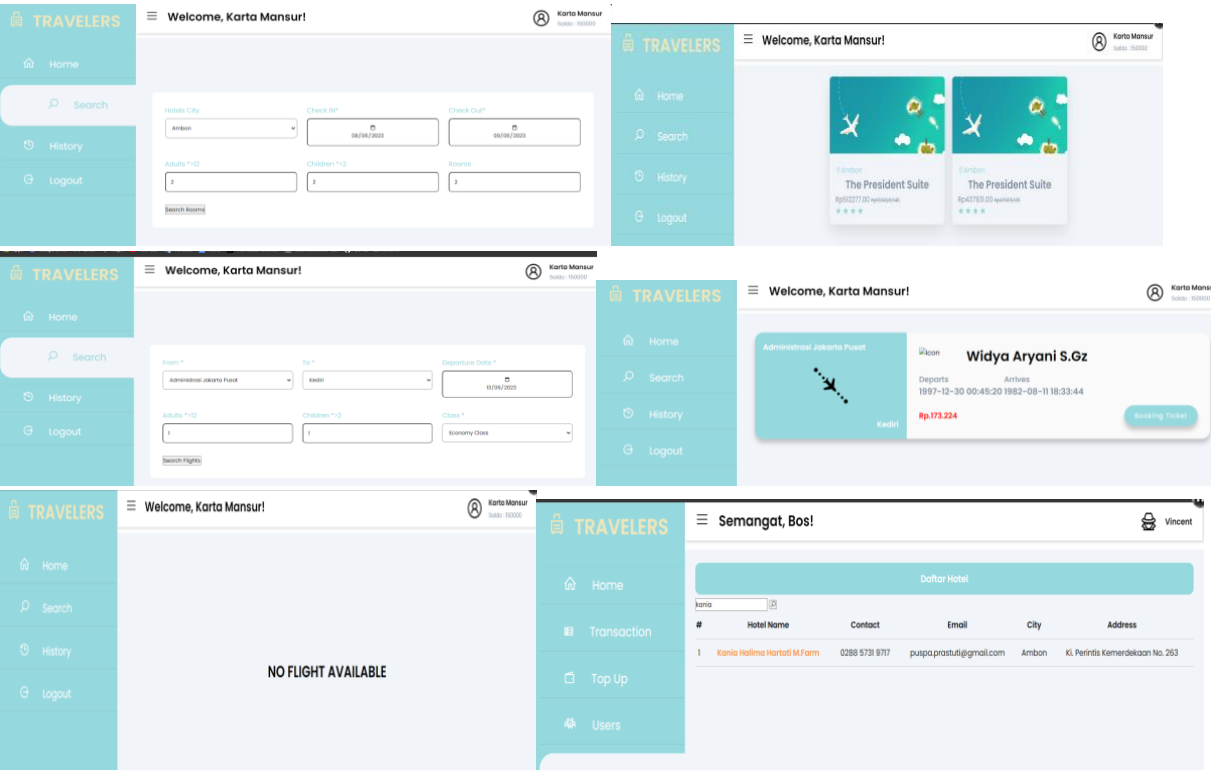 TRAVELERS
Welcome, Karta Mansur!
Karta Mansur
Saldo : 150000
Home
Search
History
Logout
Hotels City
Check IN*
Check Out*
Ambon
08/06/2023
09/06/2023
Adults *>12
Children *>2
Rooms
2
2
2
Search Rooms
TRAVELERS
Welcome, Karta Mansur!
Karta Mansur
Saldo : 150000
Home
Search
History
Logout
Ambon
Ambon
The President Suite
The President Suite
Rp512277.00
Rp437931.00
TRAVELERS
Welcome, Karta Mansur!
Karta Mansur
Saldo : 150000
Home
Search
History
Logout
From *
To *
Departure Date *
Administrasi Jakarta Pusat
Kediri
13/06/2023
Adults *>12
Children *>2
Class *
1
1
Economy Class
Search Flights
TRAVELERS
Welcome, Karta Mansur!
Karta Mans
Saldo : 150000
Home
Search
History
Logout
Administrasi Jakarta Pusat
Kediri
icon
Widya Aryani S.Gz
Departs
Arrives
1997-12-30 00:45:20 1982-08-11 18:33:44
Rp.173.224
Booking Ticket
TRAVELERS
Welcome, Karta Mansur!
Karta Mansur
Saldo : 150000
Home
Search
History
Logout
NO FLIGHT AVAILABLE
TRAVELERS
Semangat, Bos!
Vincent
Home
Transaction
Top Up
Users
Daftar Hotel
kania
# Hotel Name Contact Email City Address
1 Kania Halima Hartati M.Farm 0288 5731 9717 puspa.prastuti@gmail.com Ambon Ki. Perintis Kemerdekaan No. 263